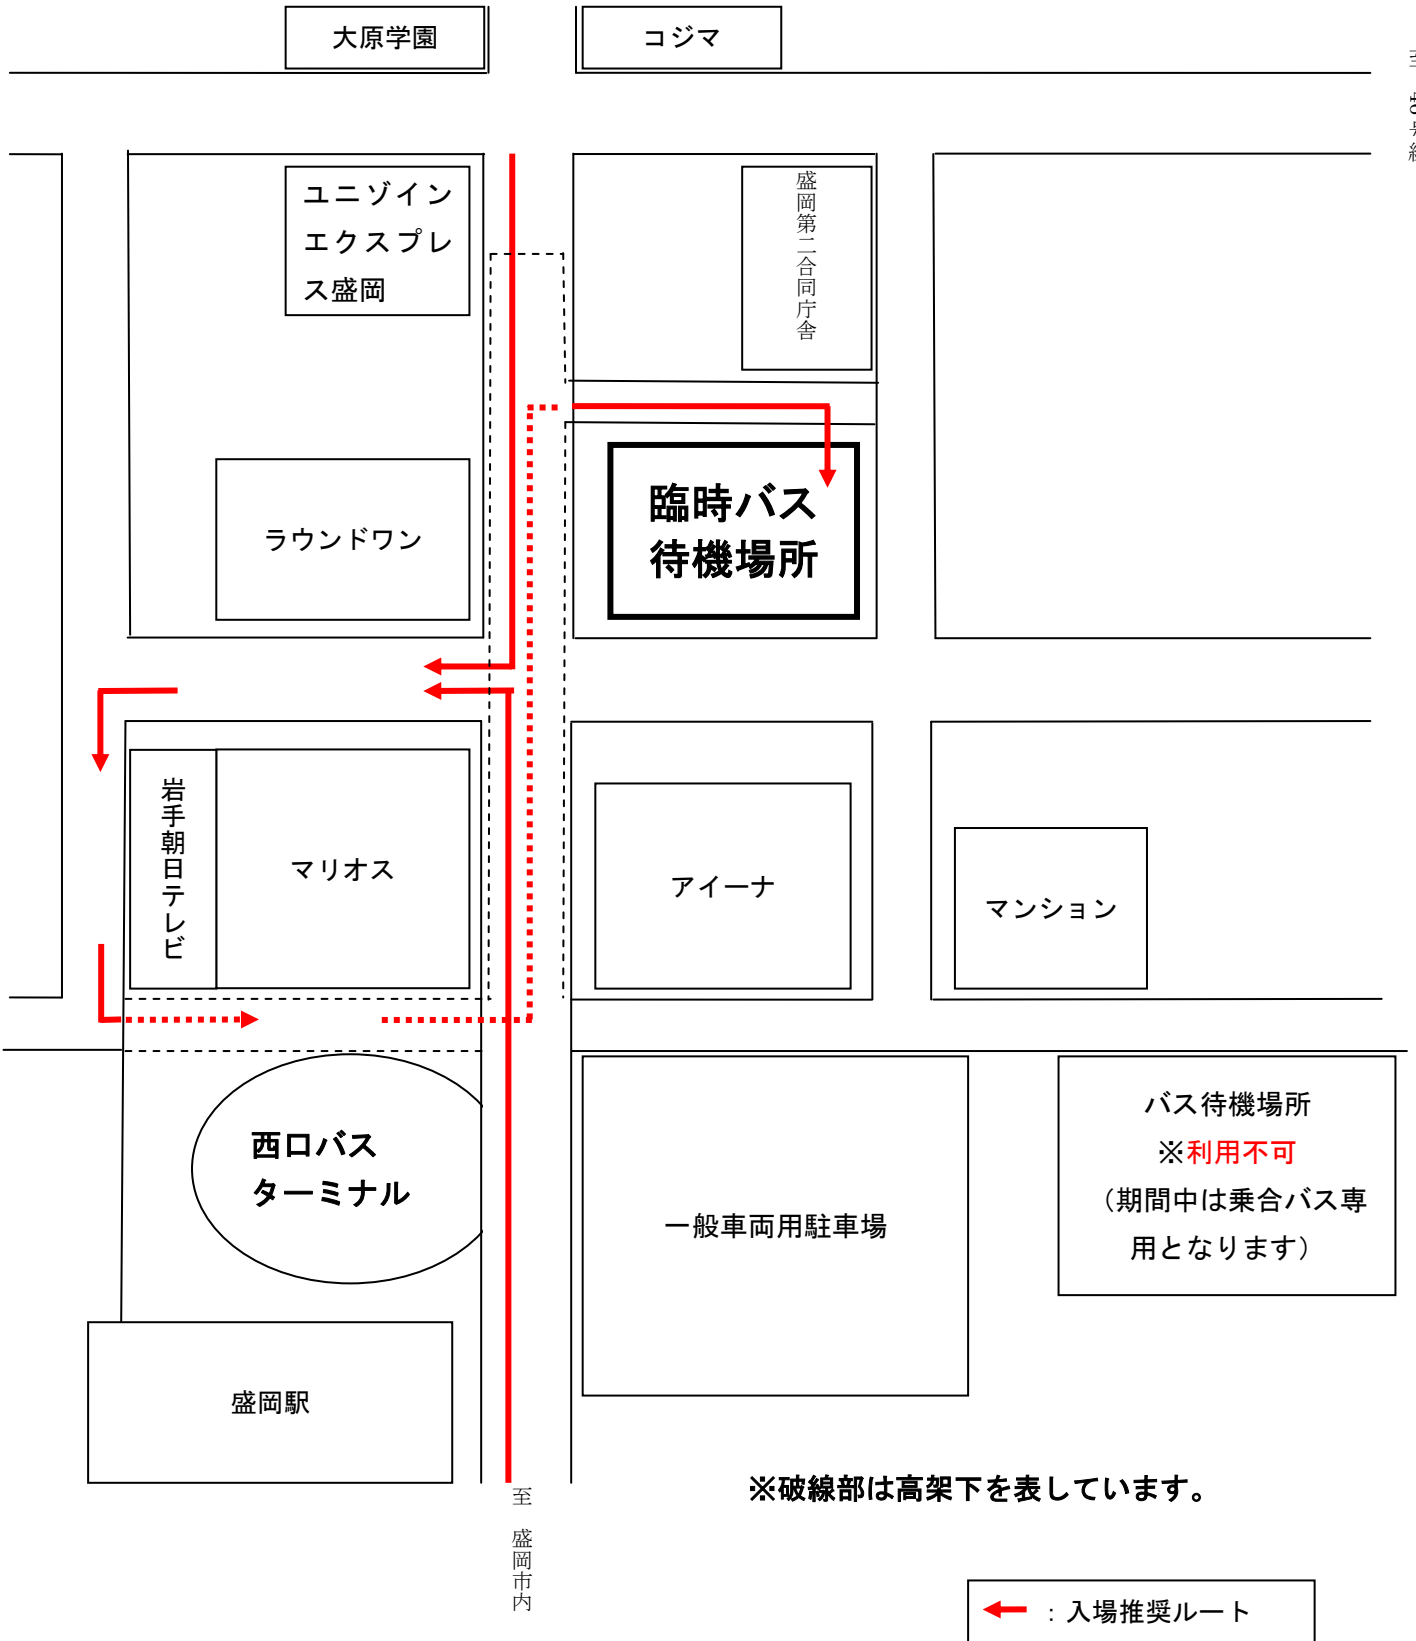 大原学園
コジマ
ユニゾイン
エクスプレ
ス盛岡
盛岡第二合同庁舎
臨時バス
待機場所
ラウンドワン
岩手朝日テレビ
マリオス
アイーナ
マンション
西口バス
ターミナル
一般車両用駐車場
バス待機場所
※利用不可
（期間中は乗合バス専
用となります）
盛岡駅
※破線部は高架下を表しています。
至 盛岡市内
：入場推奨ルート